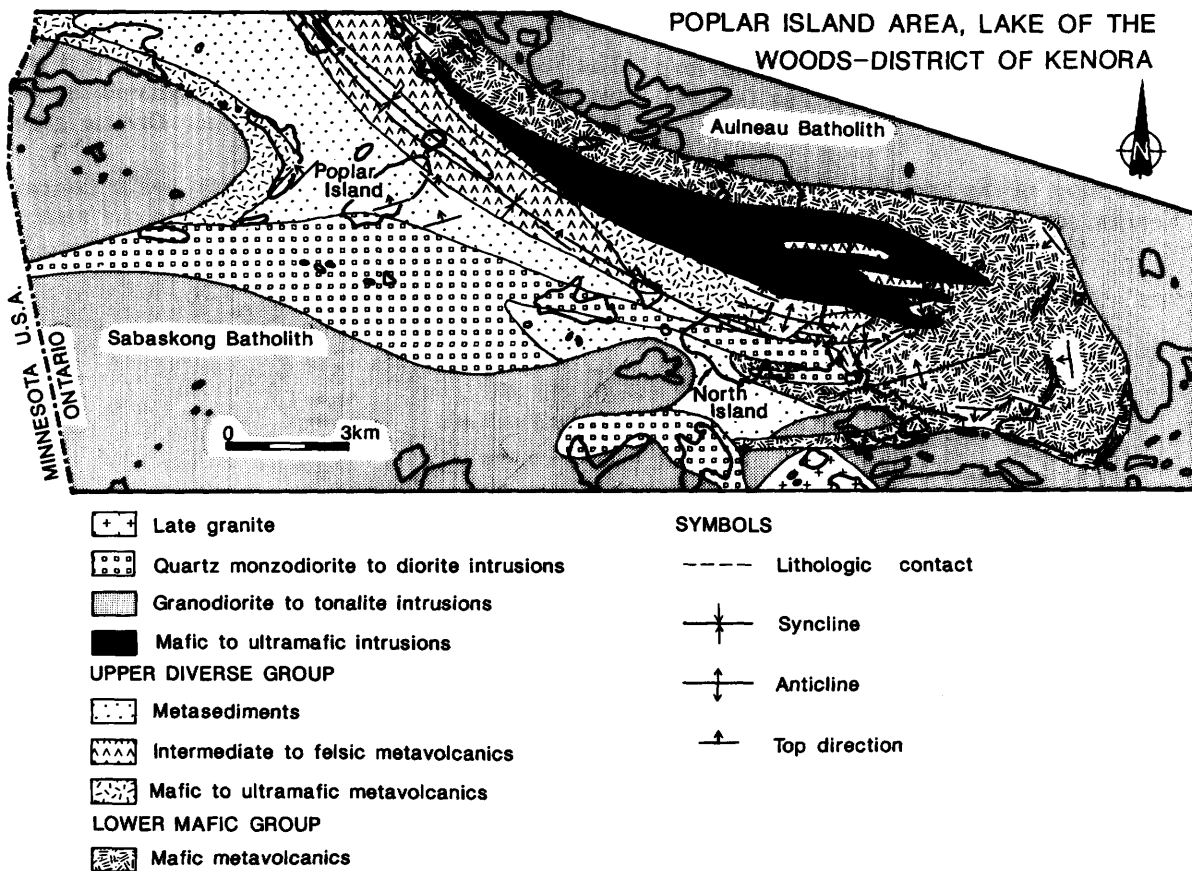 POPLAR ISLAND AREA, LAKE OF THE
WOODS-DISTRICT OF KENORA
Aulneau Batholith
N
Poplar
Island
MINNESOTA U.S.A.
ONTARIO
Sabaskong Batholith
North
Island
0 3km
Late granite
Quartz monzodiorite to diorite intrusions
Granodiorite to tonalite intrusions
Mafic to ultramafic intrusions
UPPER DIVERSE GROUP
Metasediments
Intermediate to felsic metavolcanics
Mafic to ultramafic metavolcanics
LOWER MAFIC GROUP
Mafic metavolcanics
SYMBOLS
Lithologic contact
Syncline
Anticline
Top direction